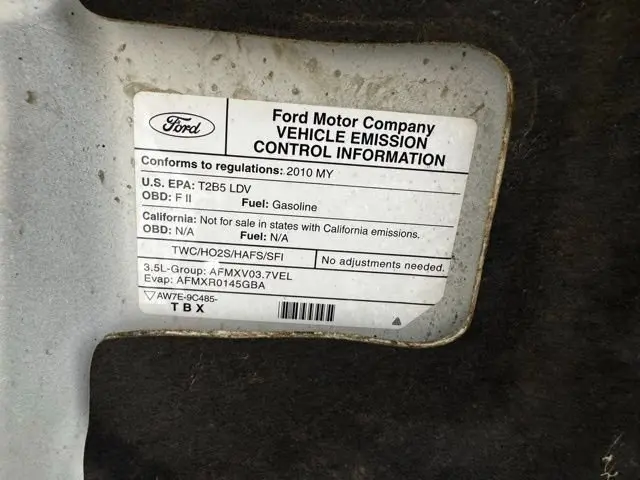 Ford
Ford Motor Company
VEHICLE EMISSION
CONTROL INFORMATION
Conforms to regulations: 2010 MY
U.S. EPA: T2B5 LDV
OBD: F II Fuel: Gasoline
California: Not for sale in states with California emissions.
OBD: N/A Fuel: N/A
TWC/HO2S/HAFS/SFI No adjustments needed.
3.5L-Group: AFMXV03.7VEL
Evap: AFMXR0145GBA
AW7E-9C485-
TBX